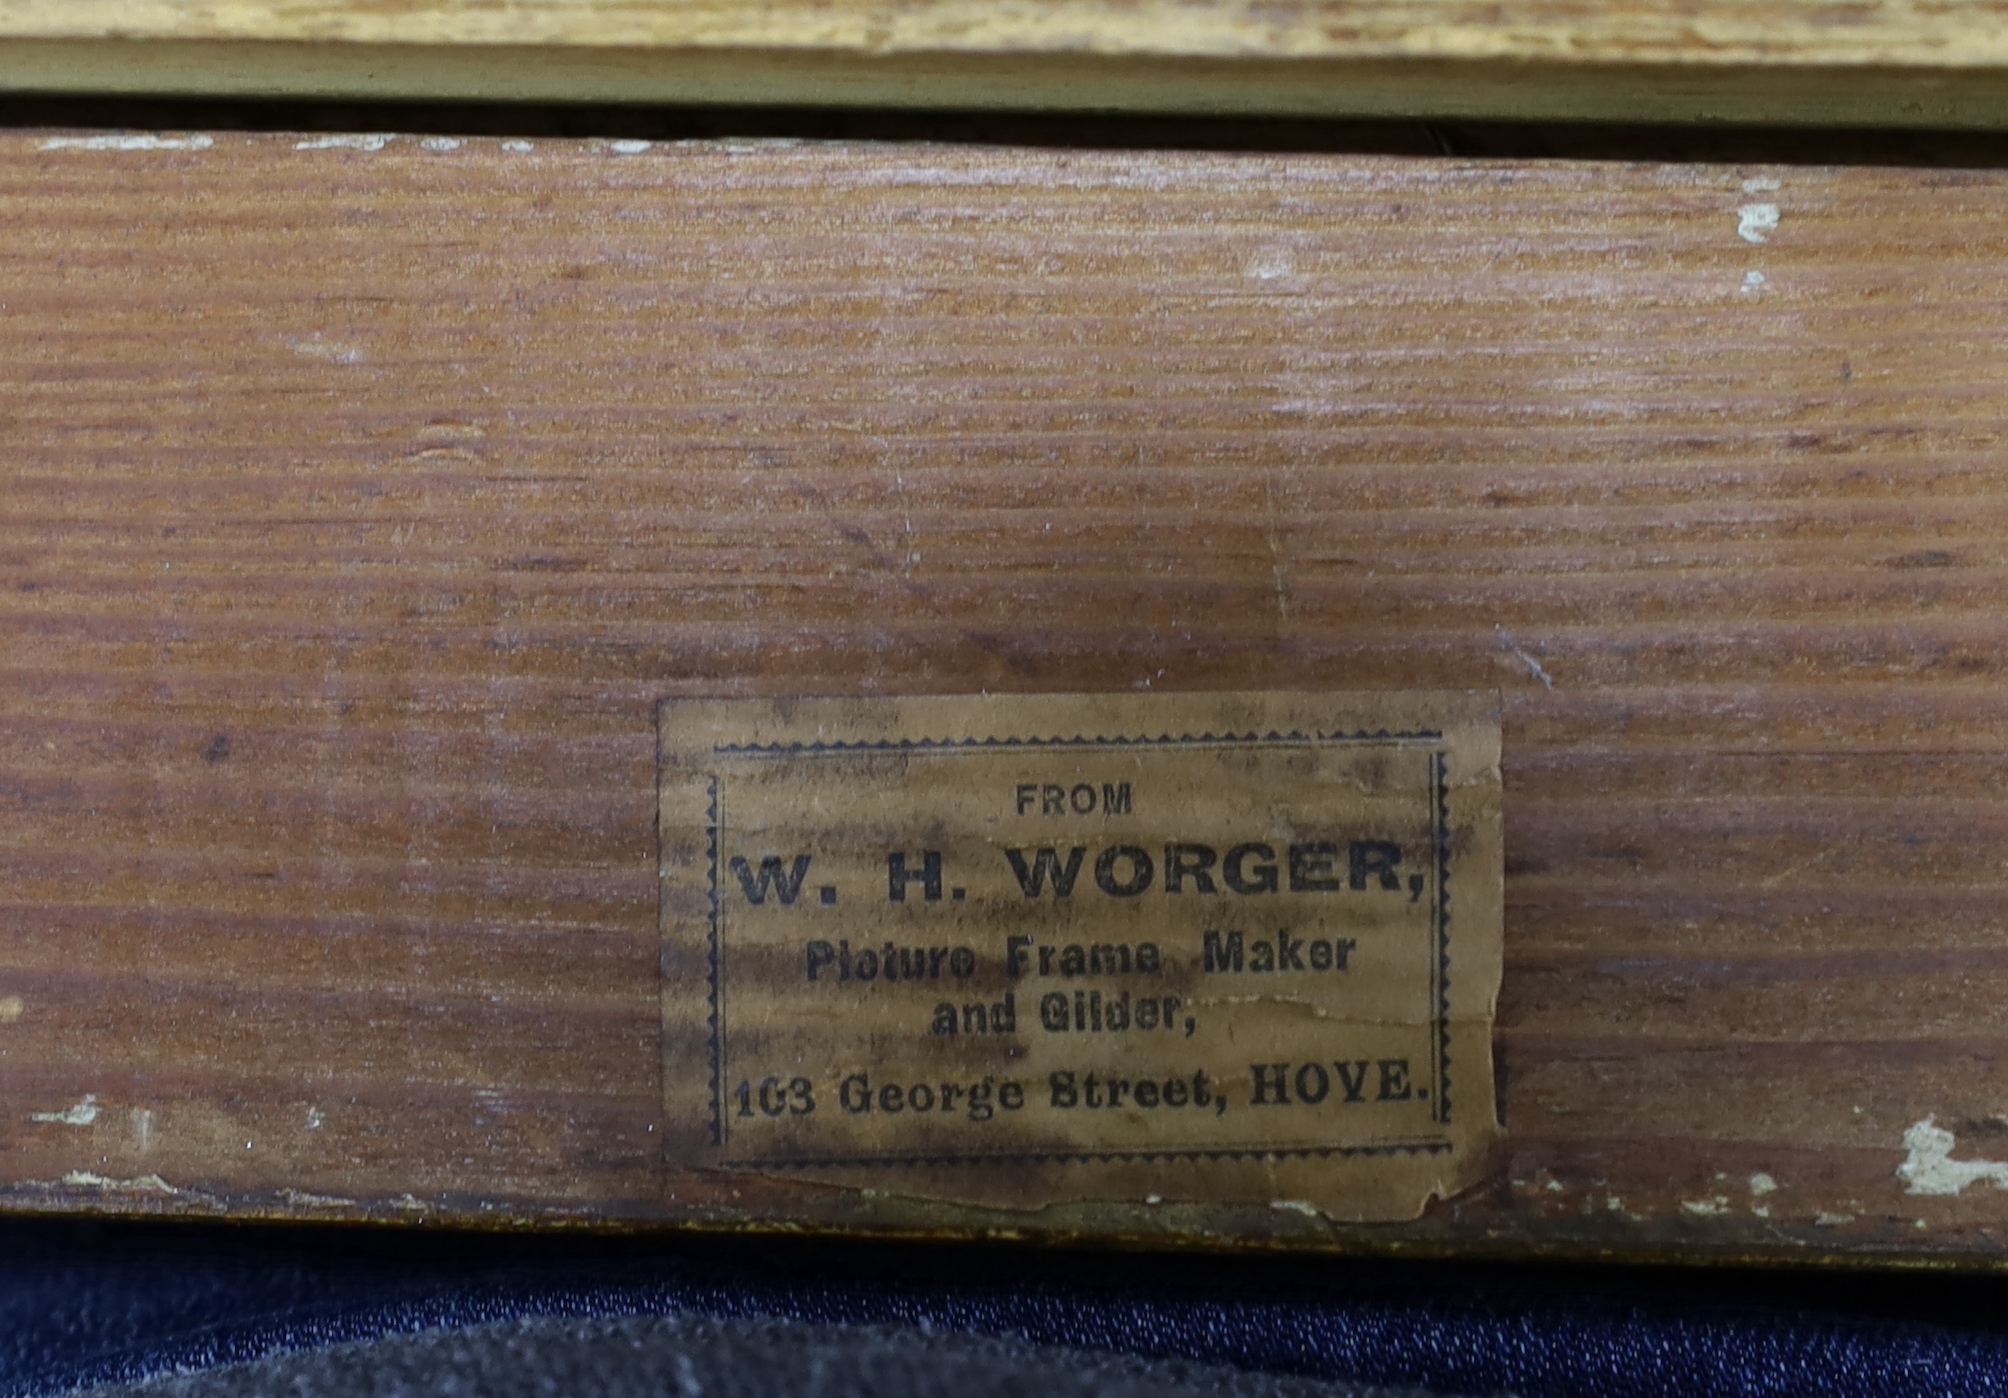 FROM
W. H. WORGER,
Picture Frame Maker
and Gilder,
103 George Street, HOVE.